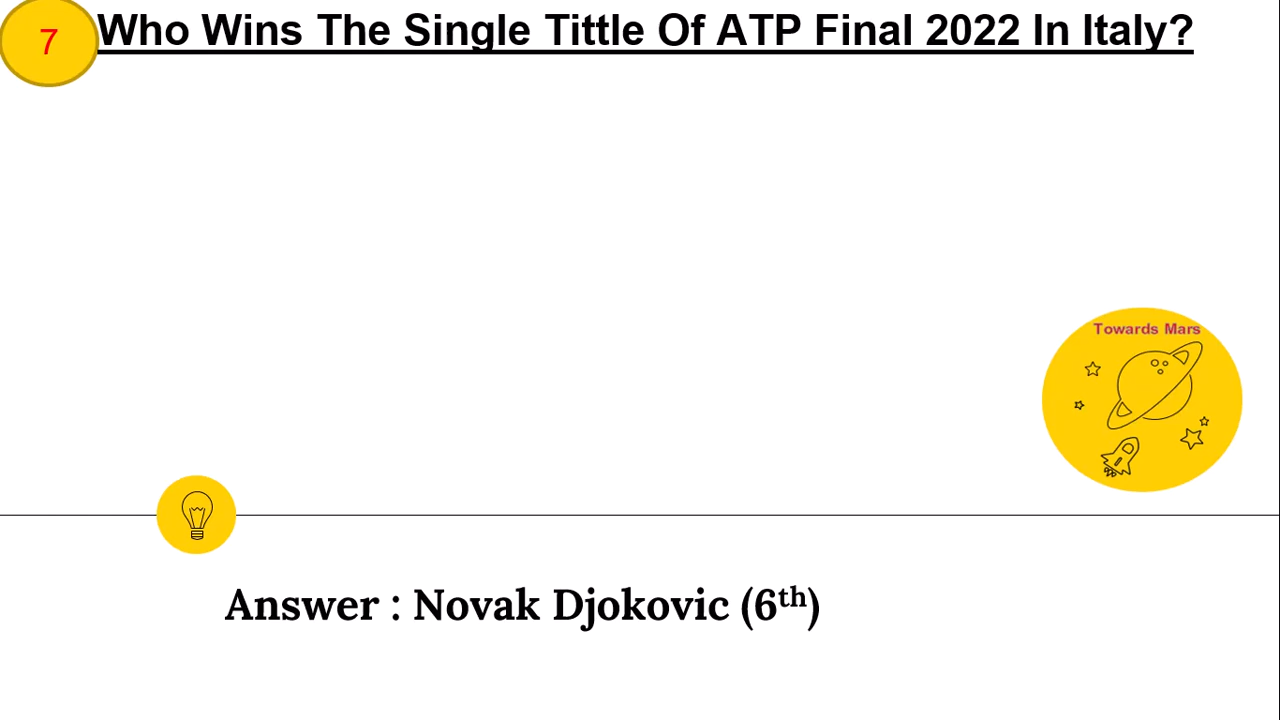 7
Who Wins The Single Tittle Of ATP Final 2022 In Italy?
Towards Mars
Answer : Novak Djokovic (6th)